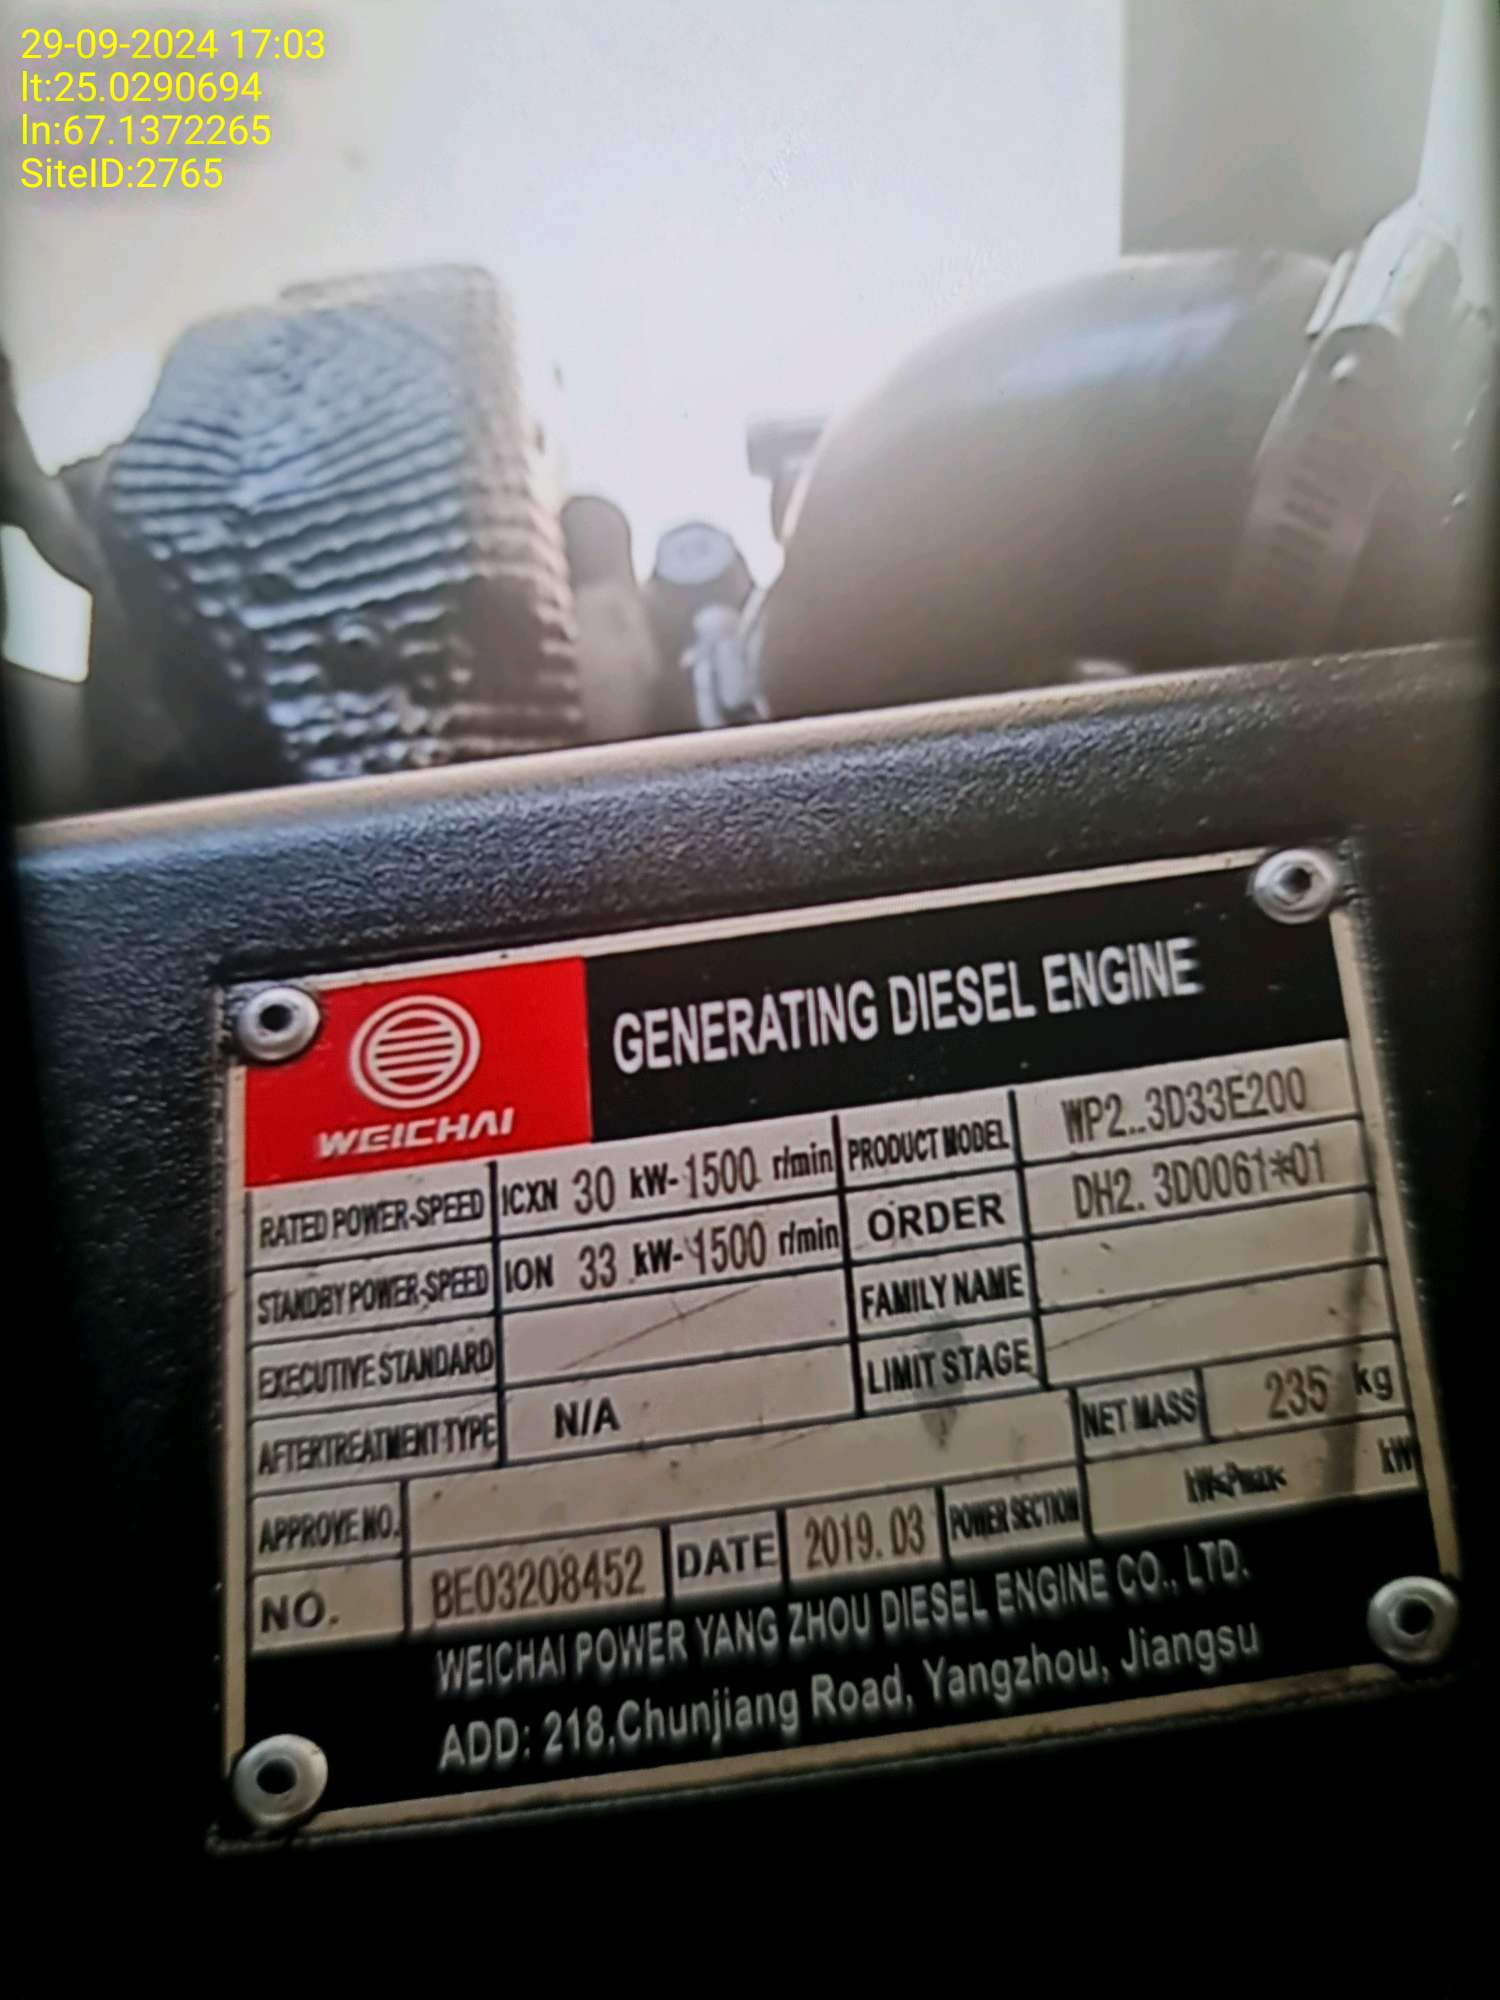 29-09-2024 17:03
lt:25.0290694
ln:67.1372265
SiteID:2765
WEICHAI
GENERATING DIESEL ENGINE
RATED POWER-SPEED ICXN 30 kW- 1500 r/min PRODUCT MODEL WP2..3D33E200
STANDBY POWER-SPEED ION 33 kW- 1500 r/min ORDER DH2. 3D0061*01
EXECUTIVE STANDARD FAMILY NAME
AFTERTREATMENT TYPE N/A LIMIT STAGE
APPROVE NO. NET MASS 235 kg
NO. BE03208452 DATE 2019. 03 POWER SECTION kW<Pmax< kW
WEICHAI POWER YANG ZHOU DIESEL ENGINE CO., LTD.
ADD: 218,Chunjiang Road, Yangzhou, Jiangsu